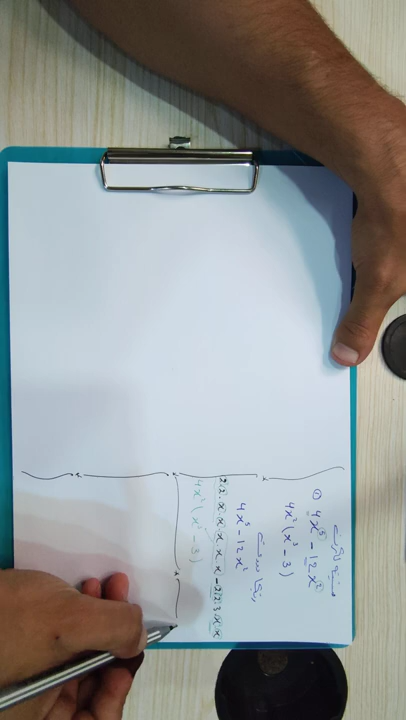 ① 4x⁵ - 12x²
4x²(x³ - 3)
4x⁵ - 12x²
2.2.x.x.x.x.x - 2.2.3.x.x
4x²(x³ - 3)